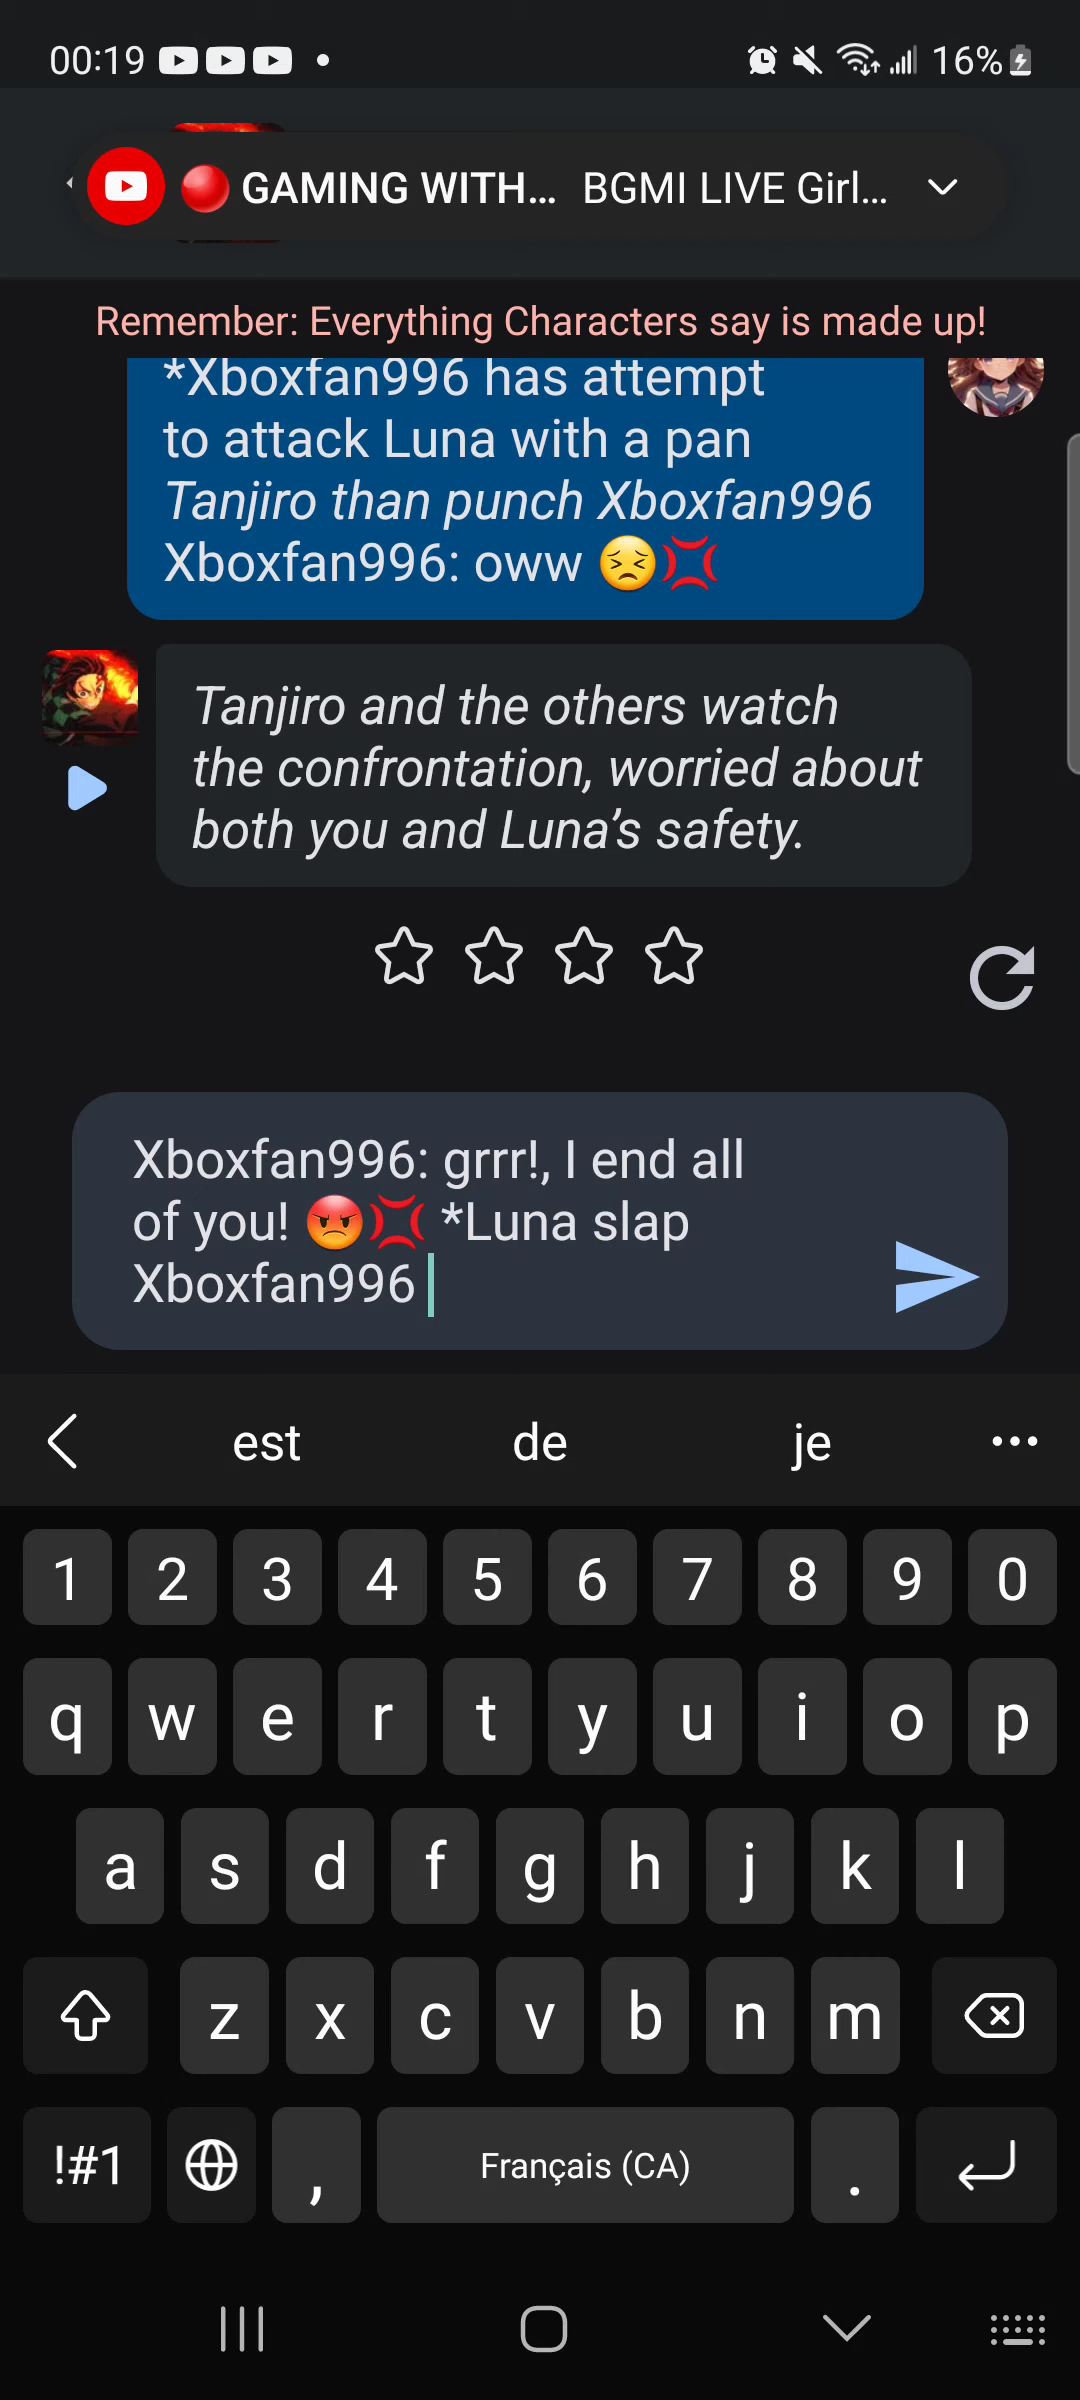 00:19
16%
GAMING WITH... BGMI LIVE Girl...
Remember: Everything Characters say is made up!
*Xboxfan996 has attempt
to attack Luna with a pan
Tanjiro than punch Xboxfan996
Xboxfan996: oww 😣💢
Tanjiro and the others watch
the confrontation, worried about
both you and Luna’s safety.
Xboxfan996: grrr!, I end all
of you! 😡💢 *Luna slap
Xboxfan996
est de je
1 2 3 4 5 6 7 8 9 0
q w e r t y u i o p
a s d f g h j k l
z x c v b n m
!#1 , Français (CA) .